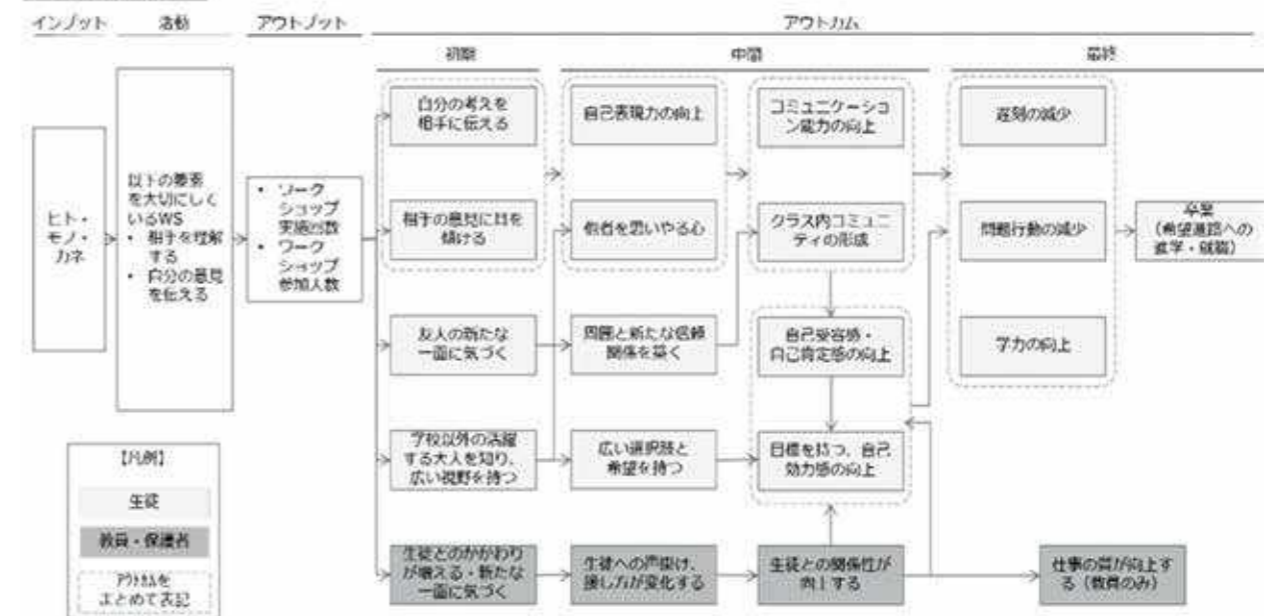 インプット
活動
アウトプット
アウトカム
初期
中間
最終
ヒト・
モノ・
カネ
以下の要素
を大切にして
いるWS
• 相手を理解
する
• 自分の意見
を伝える
• ワーク
ショップ
実施回数
• ワーク
ショップ
参加人数
自分の考えを
相手に伝える
相手の意見に耳を
傾ける
友人の新たな
一面に気づく
学校以外の活躍
する大人を知り、
広い視野を持つ
生徒とのかかわり
が増える・新たな
一面に気づく
自己表現力の向上
他者を思いやる心
周囲と新たな信頼
関係を築く
広い選択肢と
希望を持つ
生徒への声掛け、
接し方が変化する
コミュニケーショ
ン能力の向上
クラス内コミュニ
ティの形成
自己受容感・
自己肯定感の向上
目標を持つ、自己
効力感の向上
生徒との関係性が
向上する
遅刻の減少
問題行動の減少
学力の向上
卒業
(希望進路への
進学・就職)
仕事の質が向上す
る(教員のみ)
【凡例】
生徒
教員・保護者
アウトカムを
まとめて表記